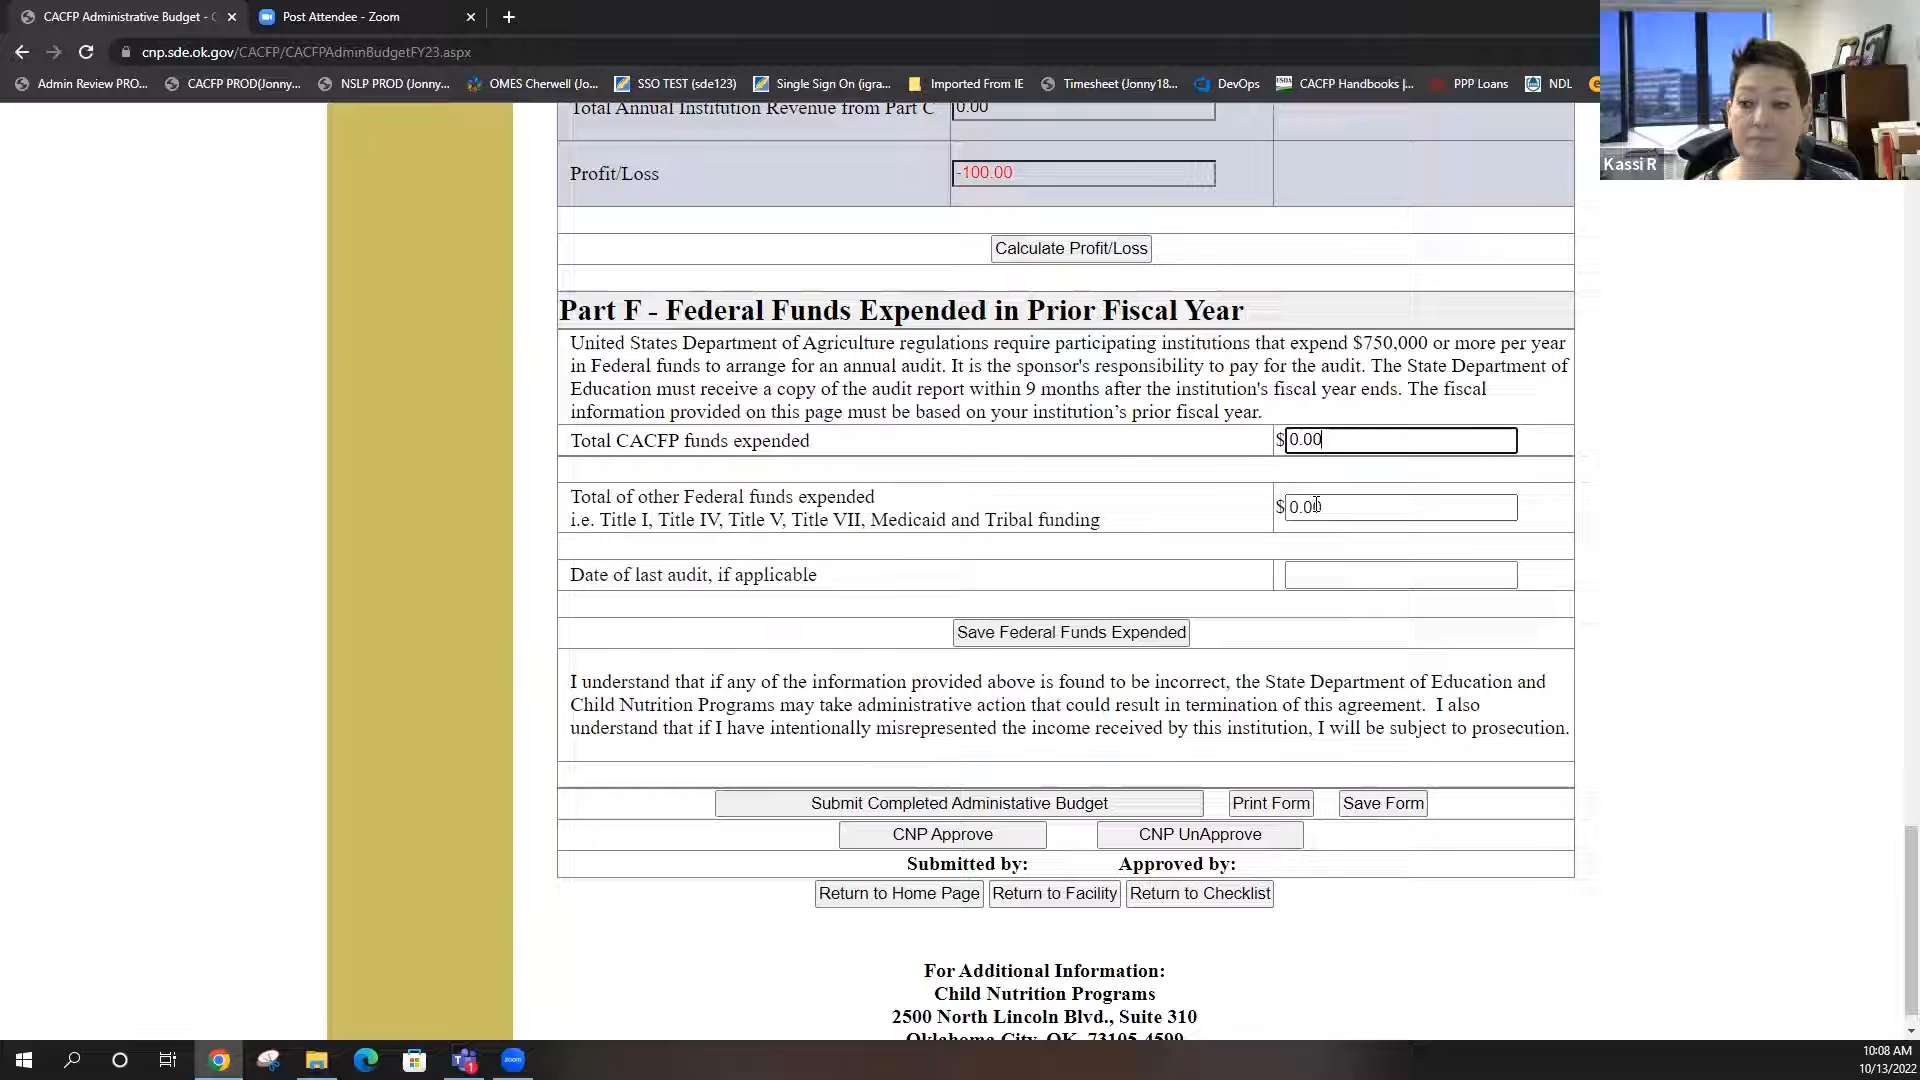 CACFP Administrative Budget - C
Post Attendee - Zoom
cnp.sde.ok.gov/CACFP/CACFPAdminBudgetFY23.aspx
Admin Review PRO...
CACFP PROD(Jonny...
NSLP PROD (Jonny...
OMES Cherwell (Jo...
SSO TEST (sde123)
Single Sign On (igra...
Imported From IE
Timesheet (Jonny18...
DevOps
USDA
CACFP Handbooks |...
PPP Loans
NDL
Kassi R
Total Annual Institution Revenue from Part C 0.00
Profit/Loss -100.00
Calculate Profit/Loss
Part F - Federal Funds Expended in Prior Fiscal Year
United States Department of Agriculture regulations require participating institutions that expend $750,000 or more per year
in Federal funds to arrange for an annual audit. It is the sponsor's responsibility to pay for the audit. The State Department of
Education must receive a copy of the audit report within 9 months after the institution's fiscal year ends. The fiscal
information provided on this page must be based on your institution’s prior fiscal year.
Total CACFP funds expended $ 0.00
Total of other Federal funds expended
i.e. Title I, Title IV, Title V, Title VII, Medicaid and Tribal funding
$ 0.00
Date of last audit, if applicable
Save Federal Funds Expended
I understand that if any of the information provided above is found to be incorrect, the State Department of Education and
Child Nutrition Programs may take administrative action that could result in termination of this agreement. I also
understand that if I have intentionally misrepresented the income received by this institution, I will be subject to prosecution.
Submit Completed Administative Budget Print Form Save Form
CNP Approve CNP UnApprove
Submitted by: Approved by:
Return to Home Page Return to Facility Return to Checklist
For Additional Information:
Child Nutrition Programs
2500 North Lincoln Blvd., Suite 310
Oklahoma City, OK 73105-4599
zoom
1
10:08 AM
10/13/2022